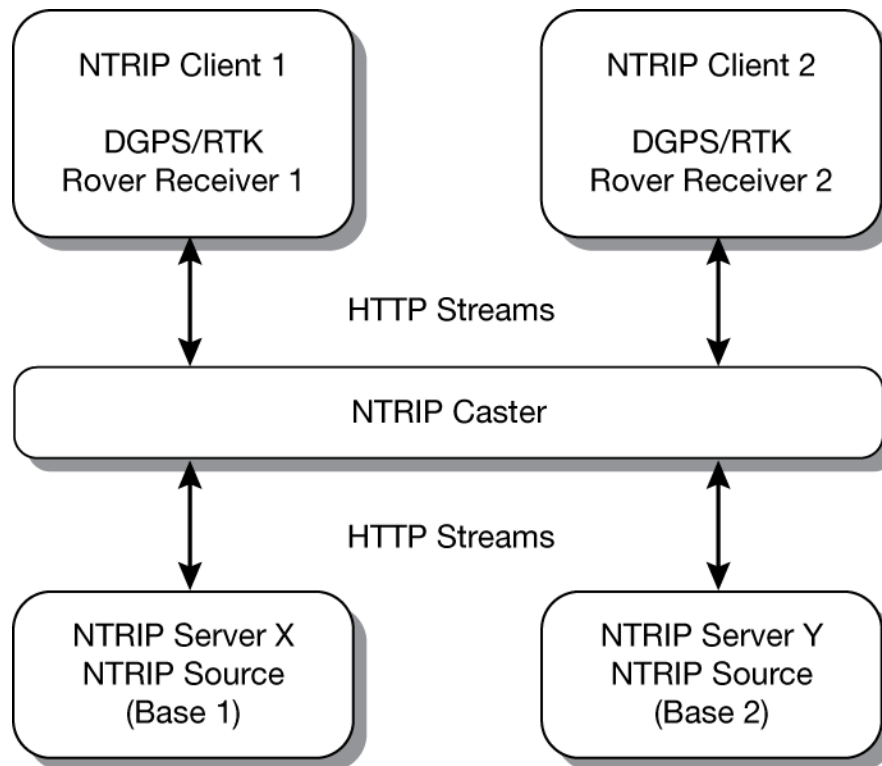 NTRIP Client 1
DGPS/RTK
Rover Receiver 1
NTRIP Client 2
DGPS/RTK
Rover Receiver 2
HTTP Streams
NTRIP Caster
HTTP Streams
NTRIP Server X
NTRIP Source
(Base 1)
NTRIP Server Y
NTRIP Source
(Base 2)